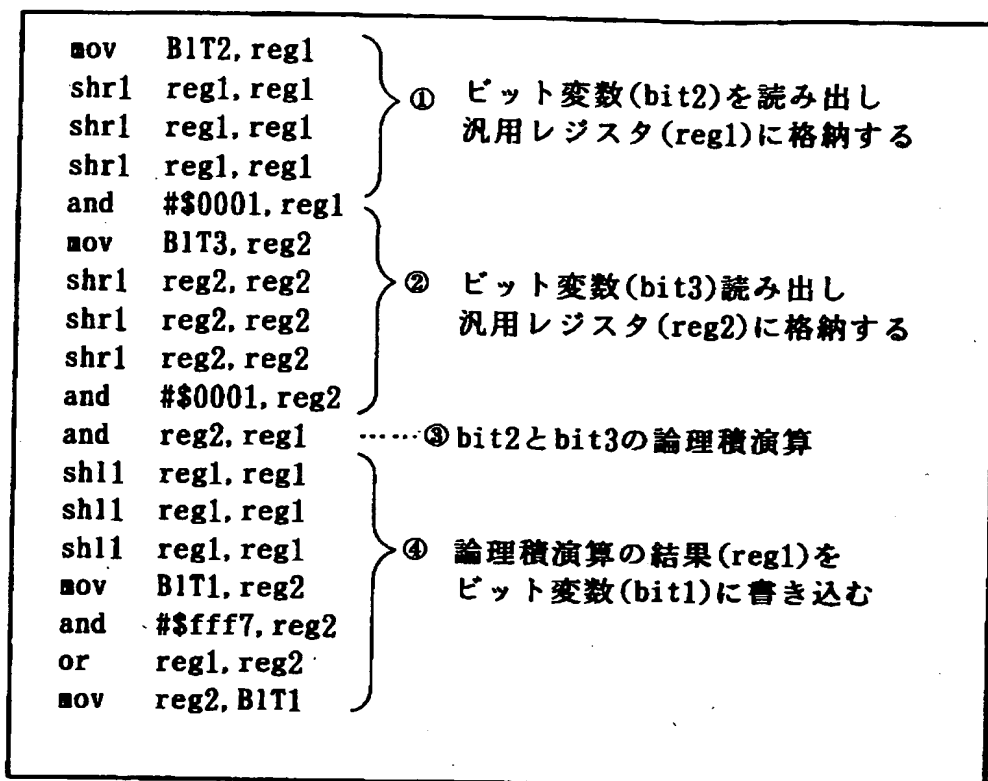 mov BIT2, reg1
shr1 reg1, reg1
shr1 reg1, reg1
shr1 reg1, reg1
and #$0001, reg1
① ビット変数(bit2)を読み出し
汎用レジスタ(reg1)に格納する
mov BIT3, reg2
shr1 reg2, reg2
shr1 reg2, reg2
shr1 reg2, reg2
and #$0001, reg2
② ビット変数(bit3)読み出し
汎用レジスタ(reg2)に格納する
and reg2, reg1 ……③bit2とbit3の論理積演算
shl1 reg1, reg1
shl1 reg1, reg1
shl1 reg1, reg1
mov BIT1, reg2
and #$fff7, reg2
or reg1, reg2
mov reg2, BIT1
④ 論理積演算の結果(reg1)を
ビット変数(bit1)に書き込む